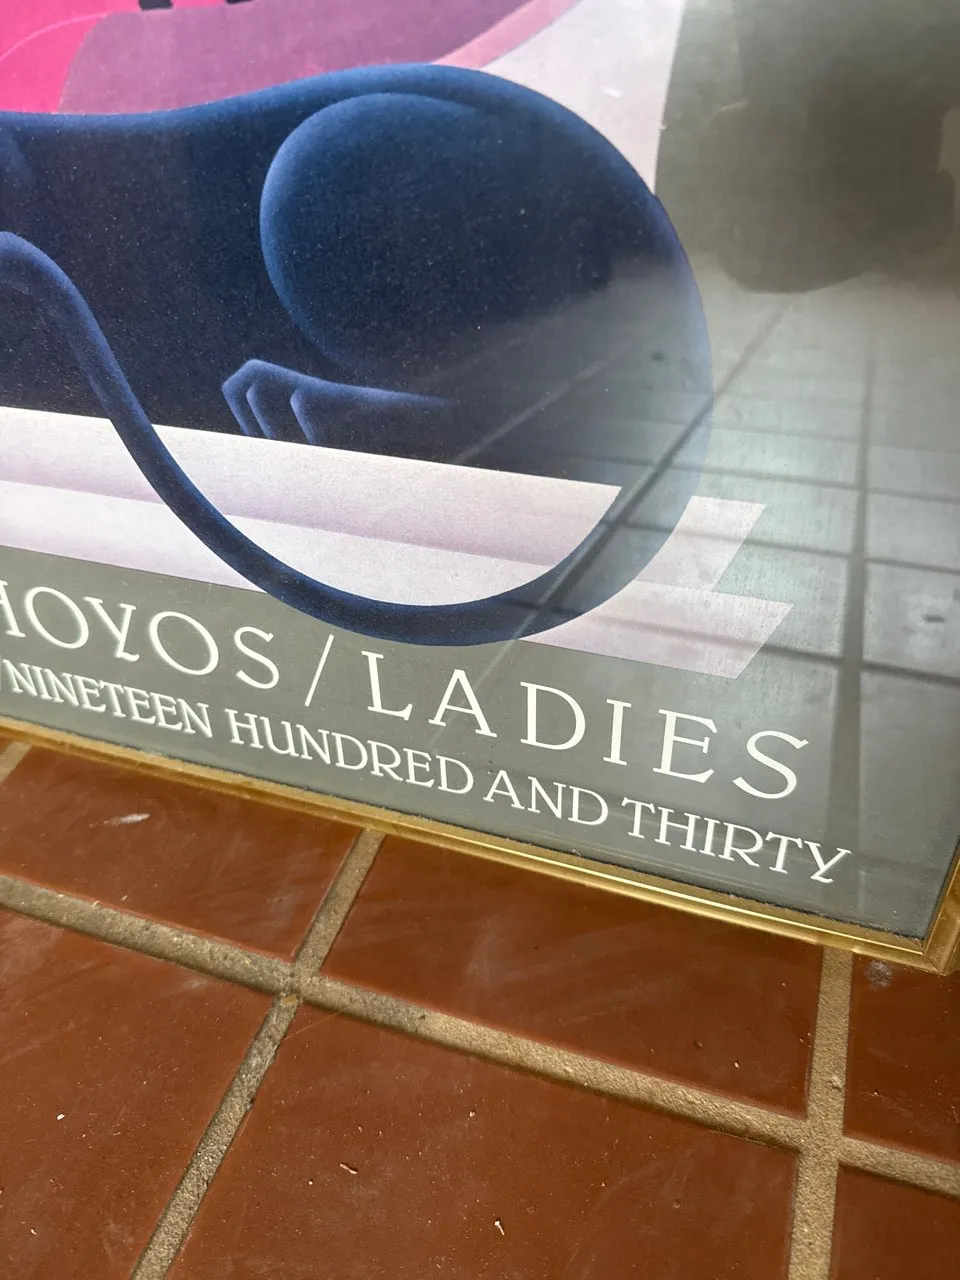 HOYOS / LADIES
/NINETEEN HUNDRED AND THIRTY